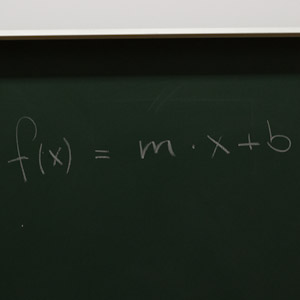 f(x) = m · x + b